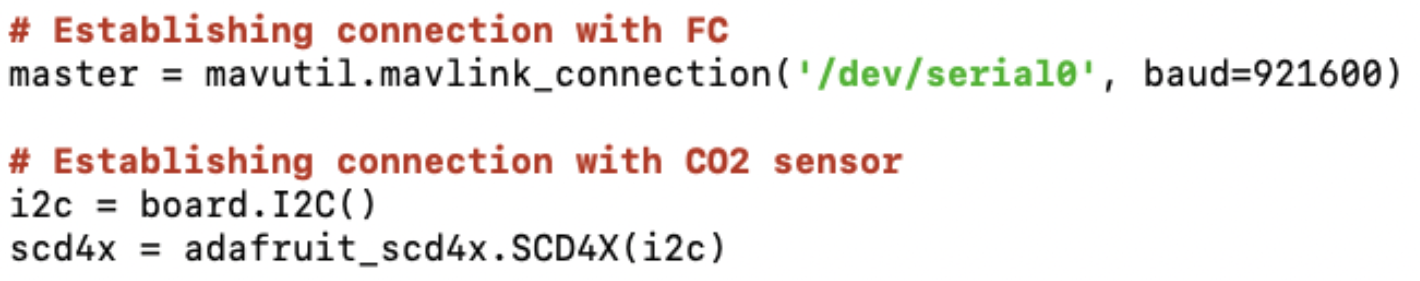 # Establishing connection with FC
master = mavutil.mavlink_connection('/dev/serial0', baud=921600)
# Establishing connection with CO2 sensor
i2c = board.I2C()
scd4x = adafruit_scd4x.SCD4X(i2c)